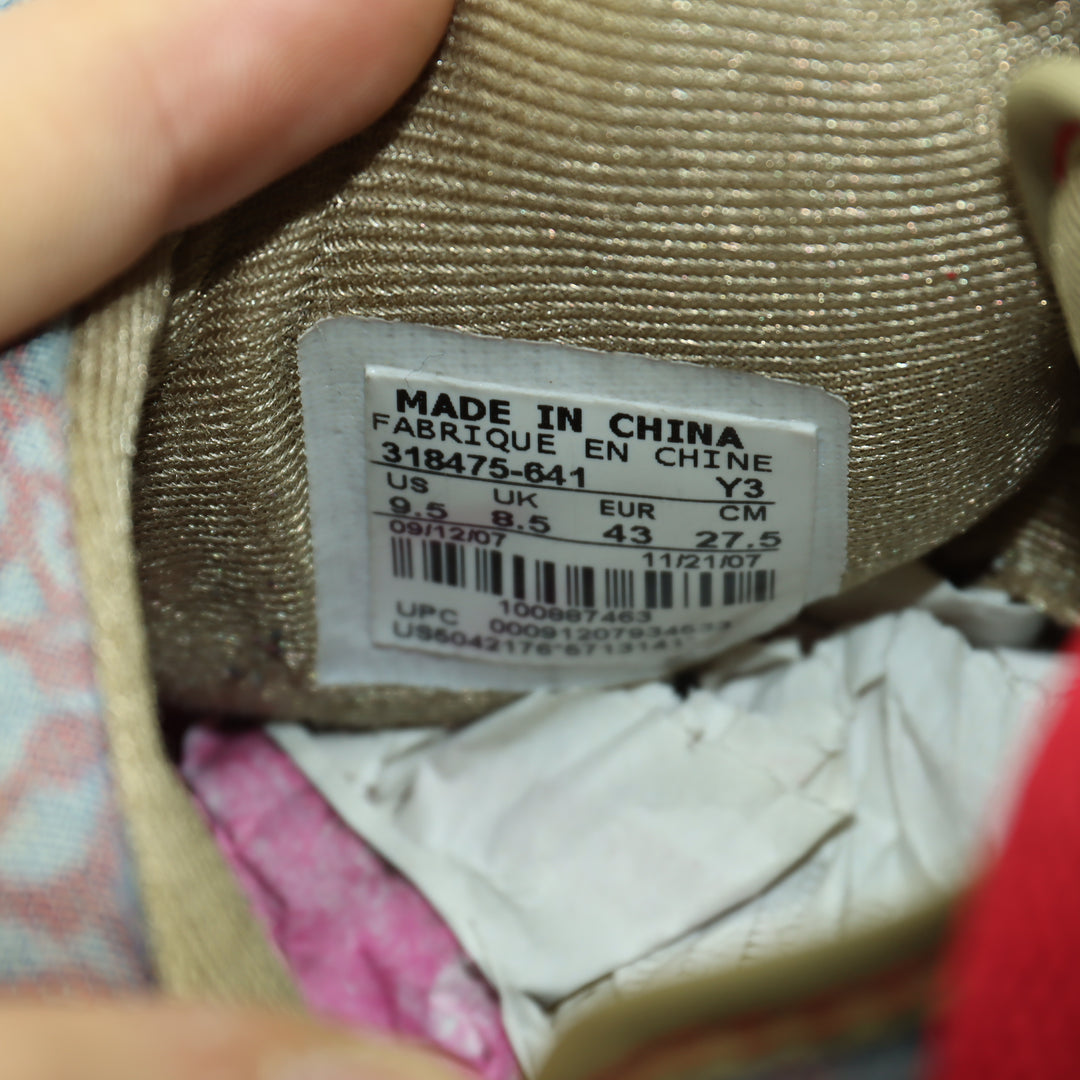 MADE IN CHINA
FABRIQUE EN CHINE
318475-641 Y3
US UK EUR CM
9.5 8.5 43 27.5
09/12/07 11/21/07
100887463
UPC